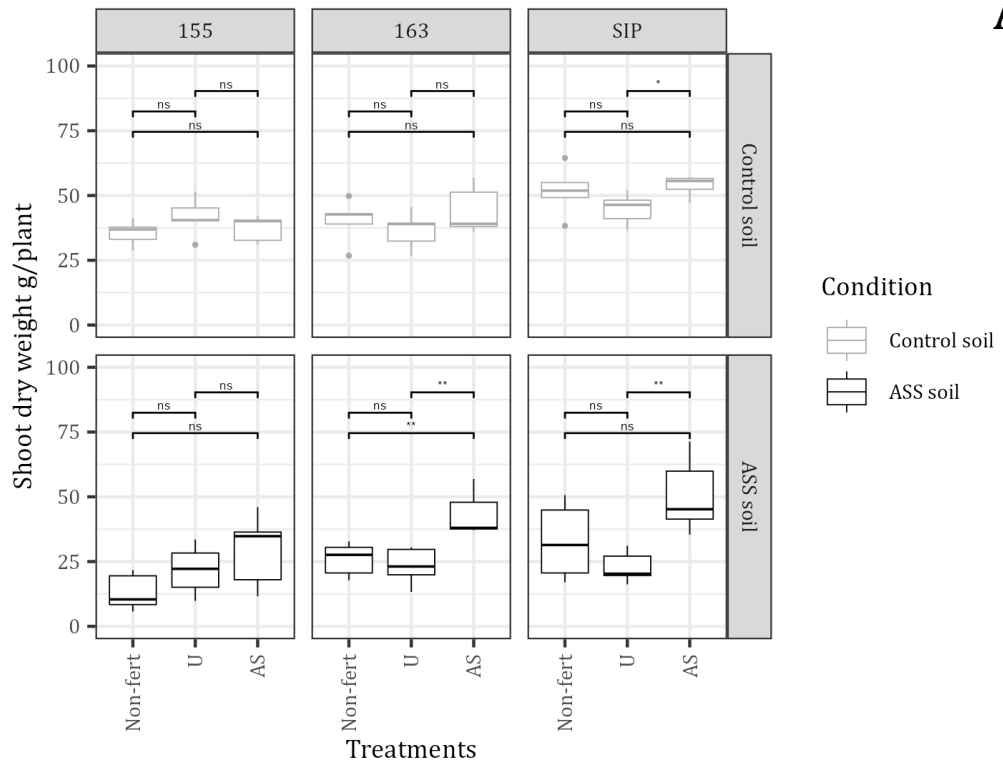 155 163 SIP
A
100
75
50
25
0
ns ns ns
ns ns ns
* ns ns
Control soil
100
75
50
25
0
ns ns ns
** ns **
** ns ns
ASS soil
Shoot dry weight g/plant
Non-fert U AS
Non-fert U AS
Non-fert U AS
Treatments
Condition
Control soil
ASS soil